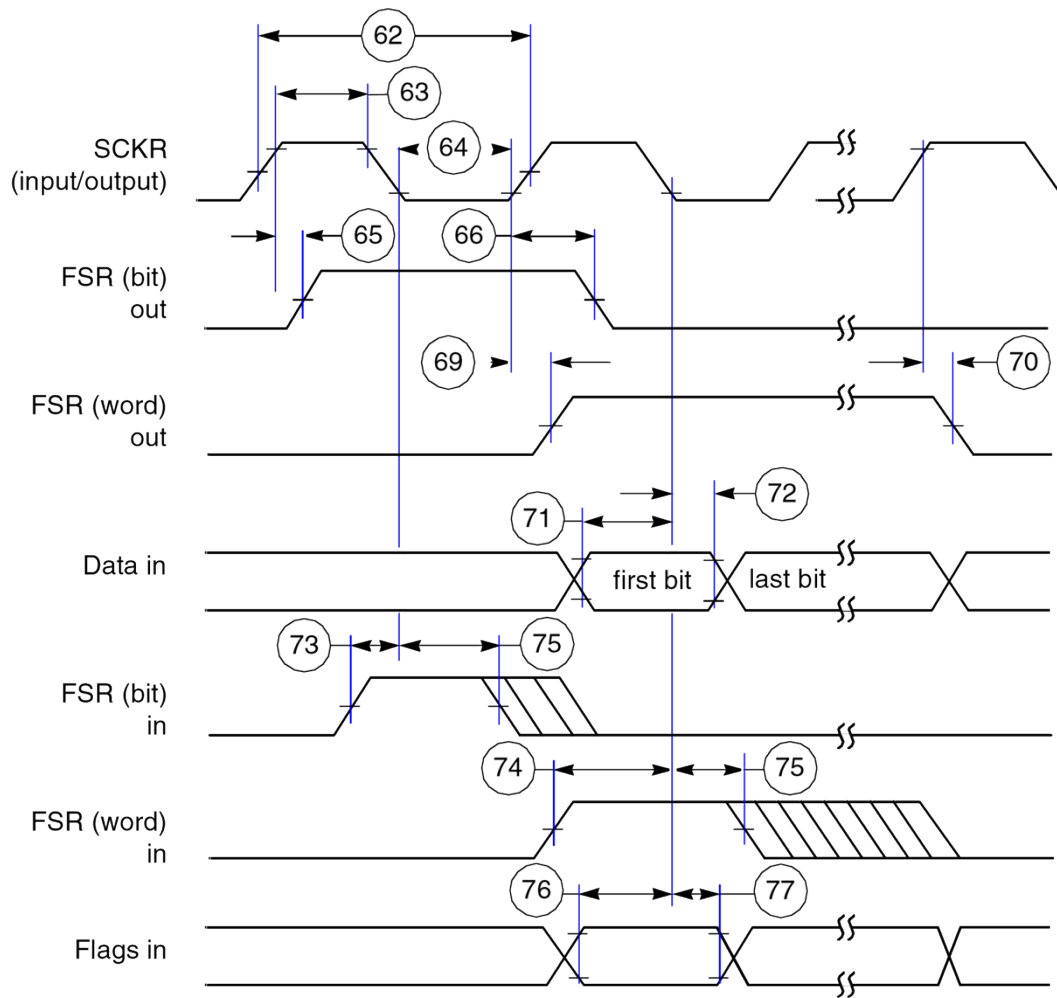 62
63
SCKR
(input/output)
64
65
66
FSR (bit)
out
69
70
FSR (word)
out
72
71
Data in
first bit
last bit
73
75
FSR (bit)
in
74
75
FSR (word)
in
76
77
Flags in